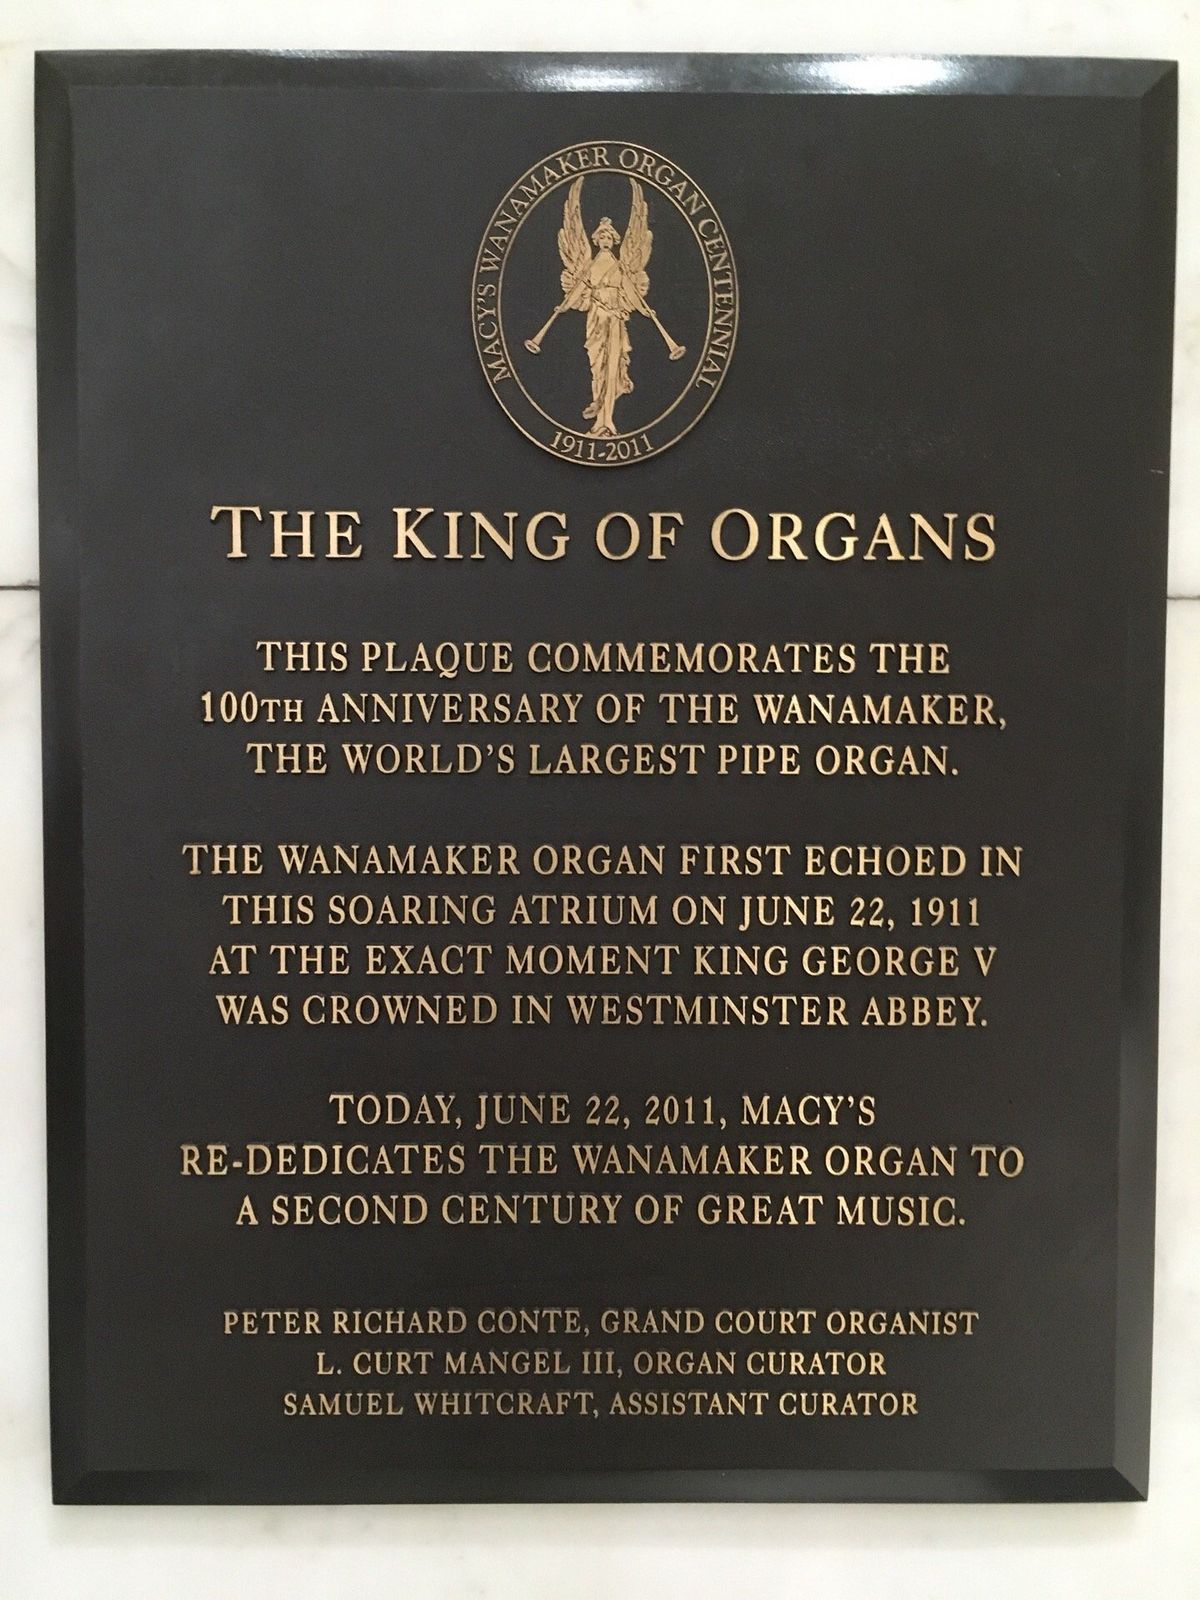 MACY'S WANAMAKER ORGAN CENTENNIAL
1911-2011
THE KING OF ORGANS
THIS PLAQUE COMMEMORATES THE
100TH ANNIVERSARY OF THE WANAMAKER,
THE WORLD'S LARGEST PIPE ORGAN.
THE WANAMAKER ORGAN FIRST ECHOED IN
THIS SOARING ATRIUM ON JUNE 22, 1911
AT THE EXACT MOMENT KING GEORGE V
WAS CROWNED IN WESTMINSTER ABBEY.
TODAY, JUNE 22, 2011, MACY'S
RE-DEDICATES THE WANAMAKER ORGAN TO
A SECOND CENTURY OF GREAT MUSIC.
PETER RICHARD CONTE, GRAND COURT ORGANIST
L. CURT MANGEL III, ORGAN CURATOR
SAMUEL WHITCRAFT, ASSISTANT CURATOR